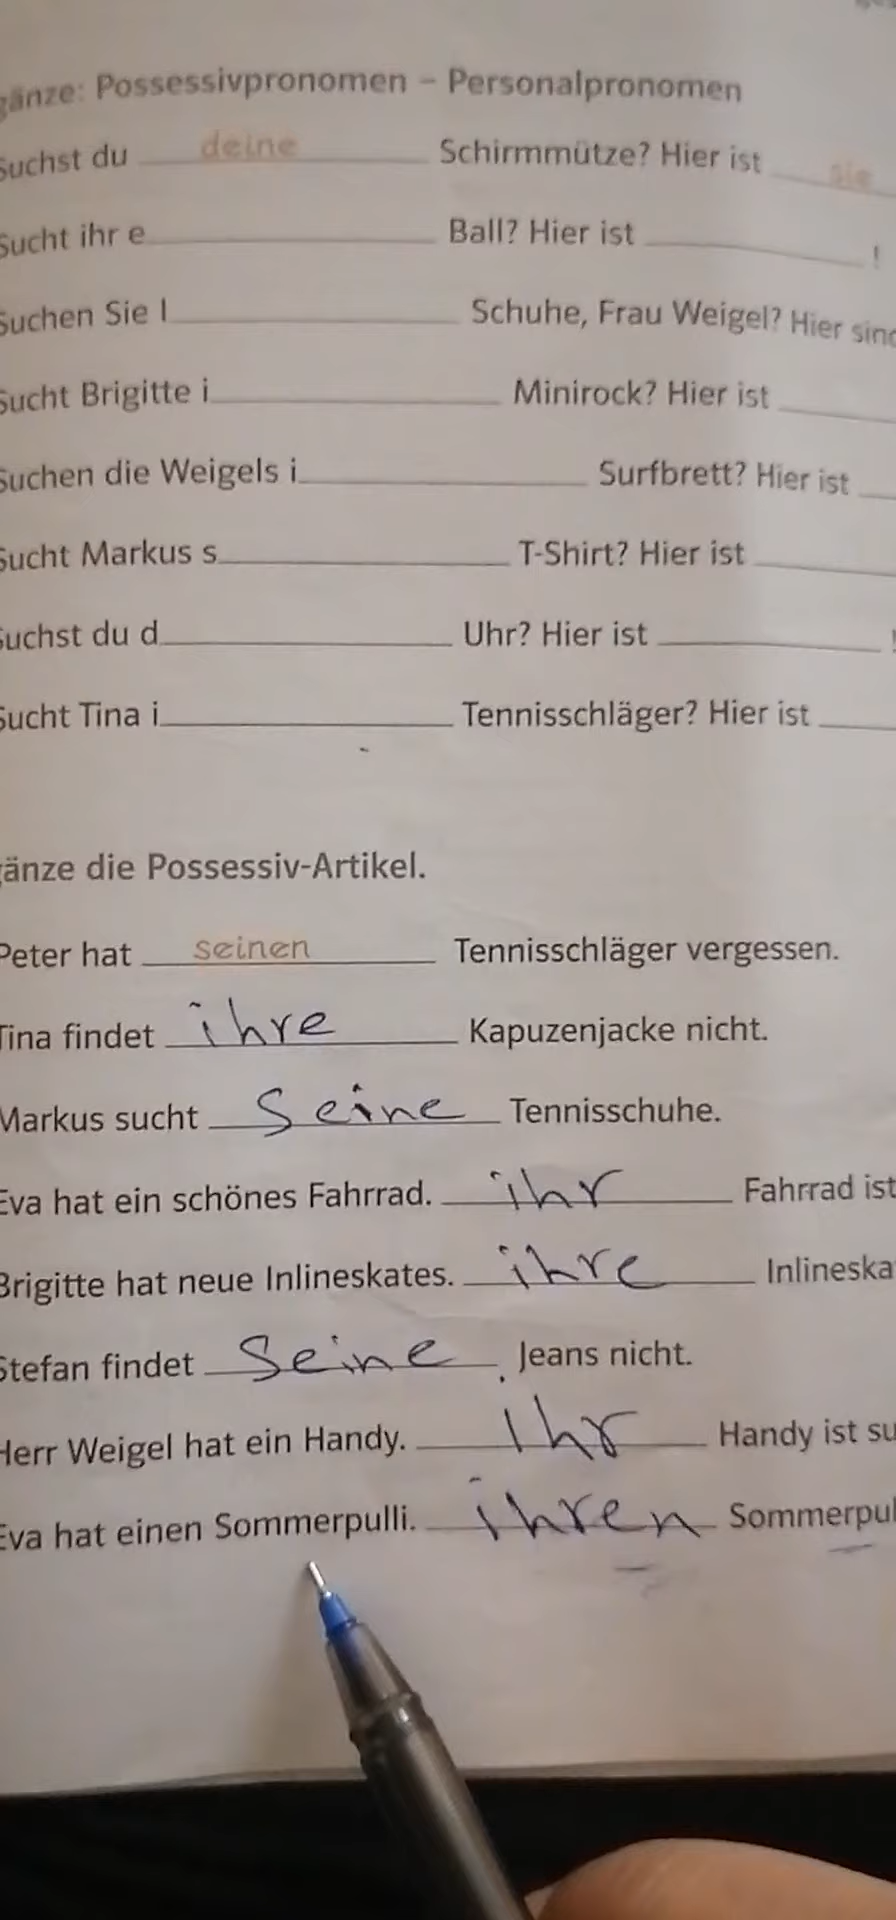 gänze: Possessivpronomen – Personalpronomen
Suchst du deine Schirmmütze? Hier ist sie
Sucht ihr e Ball? Hier ist !
Suchen Sie I Schuhe, Frau Weigel? Hier sind
Sucht Brigitte i Minirock? Hier ist
Suchen die Weigels i Surfbrett? Hier ist
Sucht Markus s T-Shirt? Hier ist
Suchst du d Uhr? Hier ist !
Sucht Tina i Tennisschläger? Hier ist
gänze die Possessiv-Artikel.
Peter hat seinen Tennisschläger vergessen.
Tina findet ihre Kapuzenjacke nicht.
Markus sucht Seine Tennisschuhe.
Eva hat ein schönes Fahrrad. ihr Fahrrad ist
Brigitte hat neue Inlineskates. ihre Inlineska
Stefan findet Seine Jeans nicht.
Herr Weigel hat ein Handy. Ihr Handy ist su
Eva hat einen Sommerpulli. ihren Sommerpul